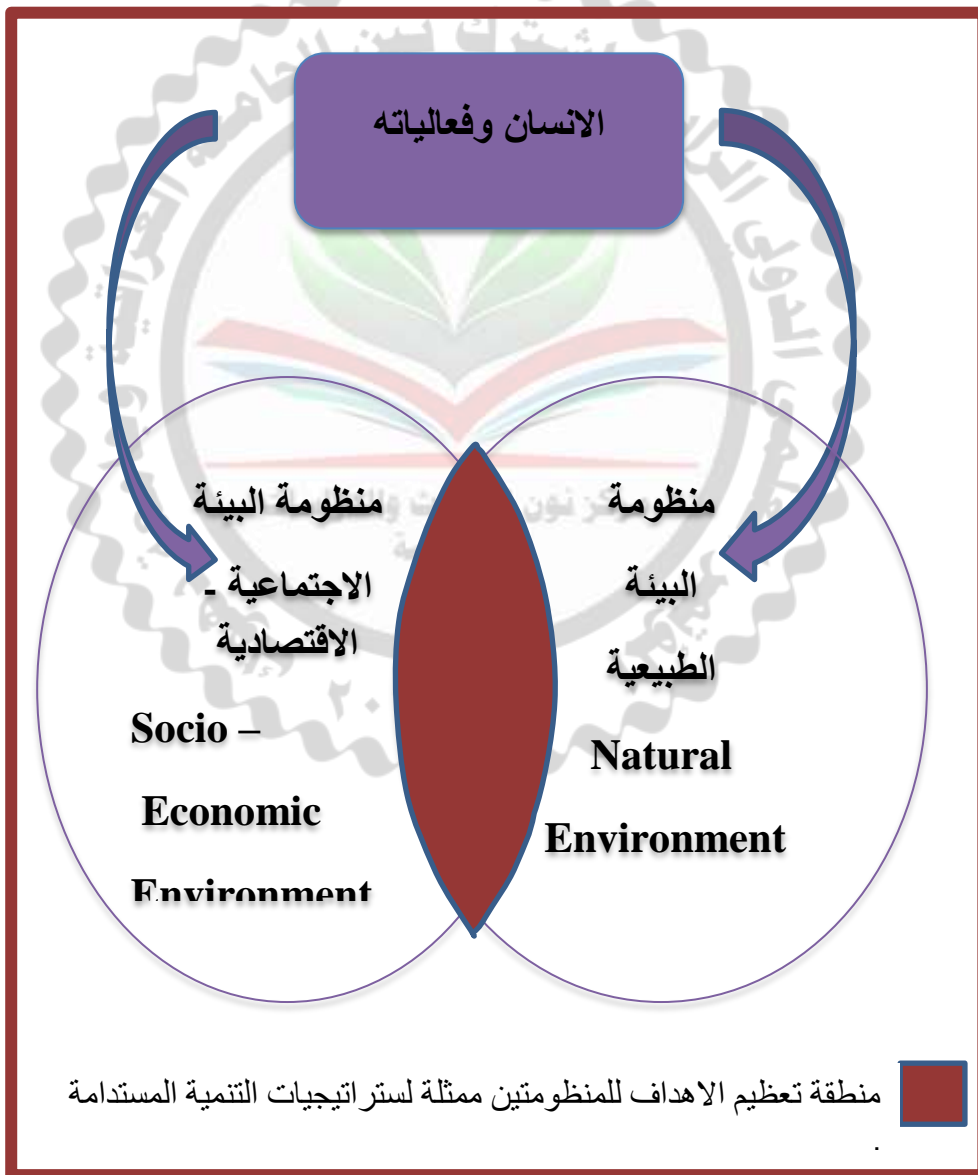 الانسان وفعالياته
منظومة
البيئة
الطبيعية
Natural
Environment
منظومة البيئة
الاجتماعية -
الاقتصادية
Socio –
Economic
Environment
منطقة تعظيم الاهداف للمنظومتين ممثلة لستراتيجيات التنمية المستدامة
.